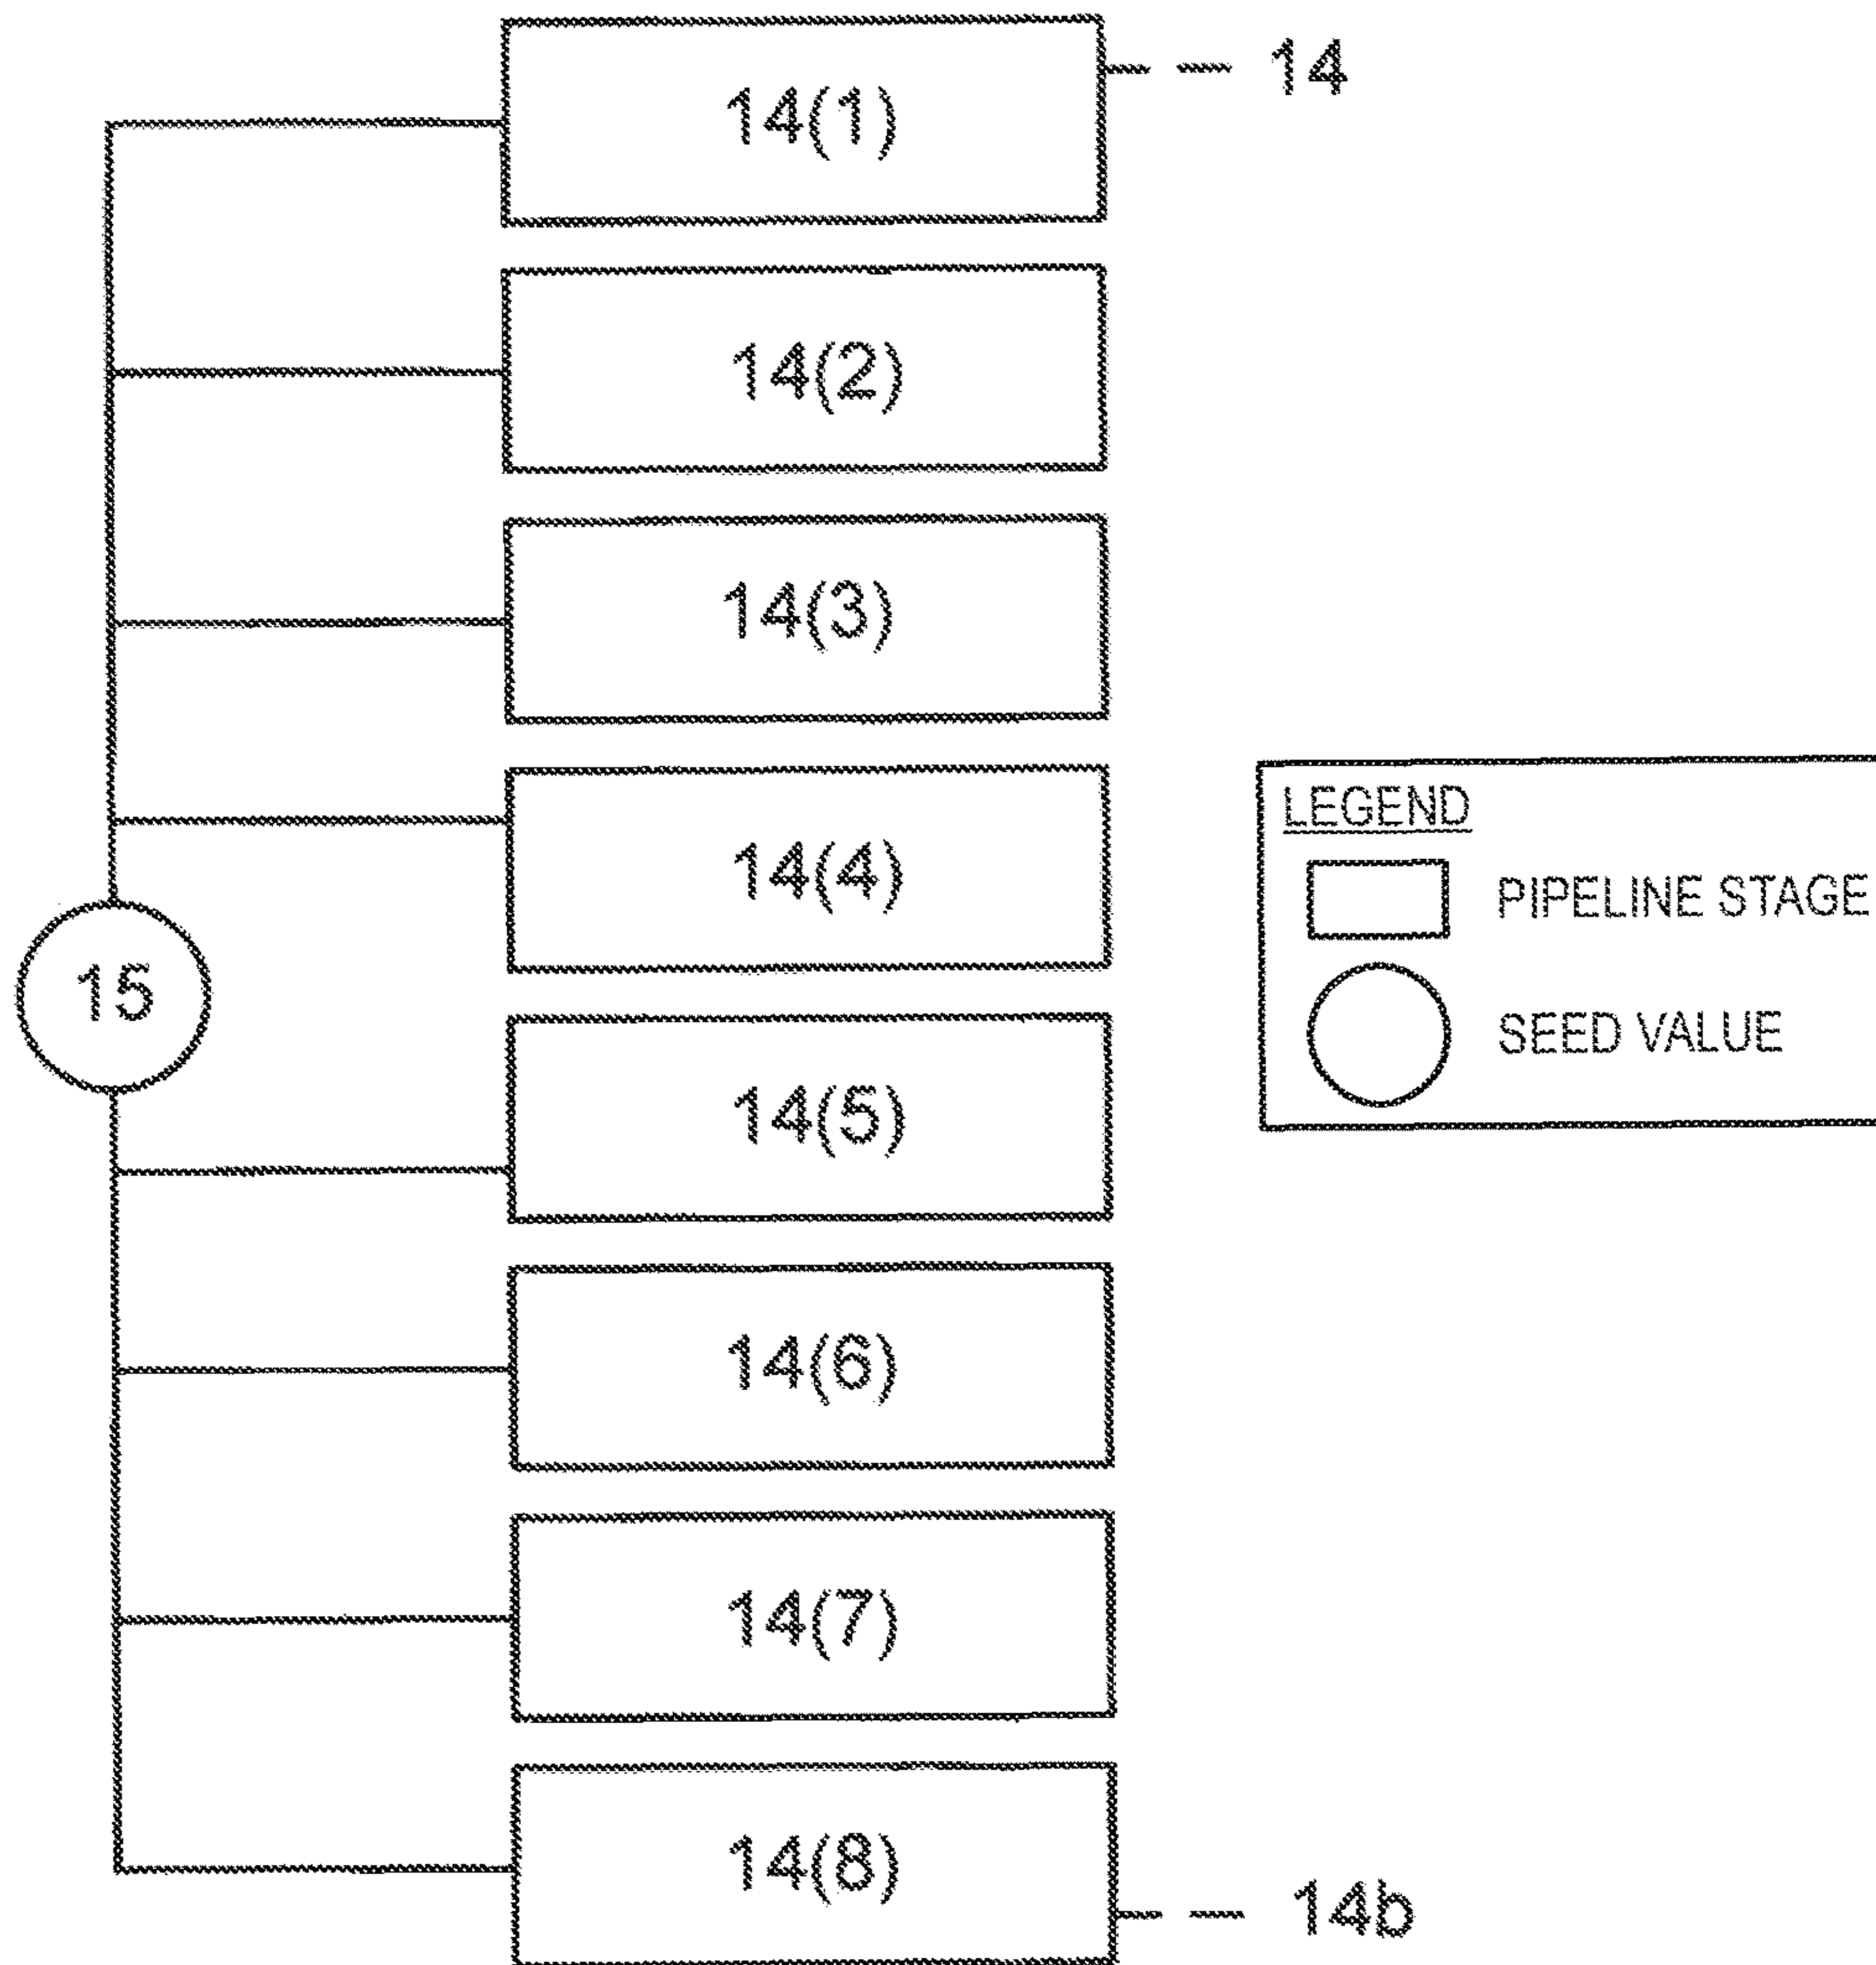 14(1)
14
14(2)
14(3)
14(4)
LEGEND
PIPELINE STAGE
15
SEED VALUE
14(5)
14(6)
14(7)
14(8)
14b